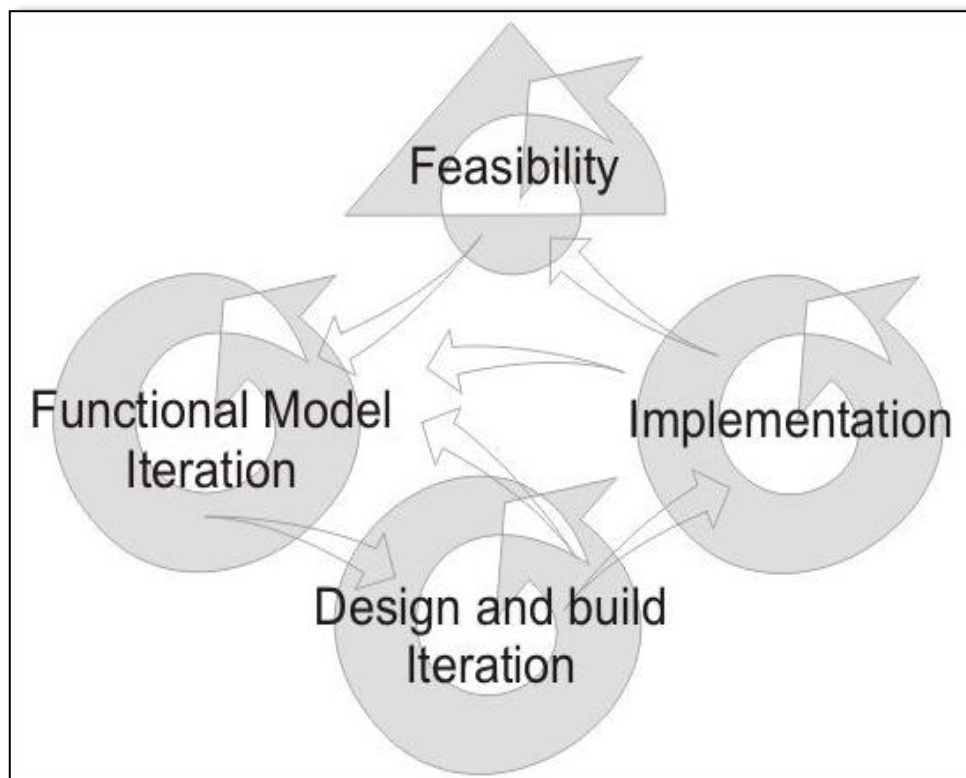 Feasibility
Functional Model
Iteration
Implementation
Design and build
Iteration